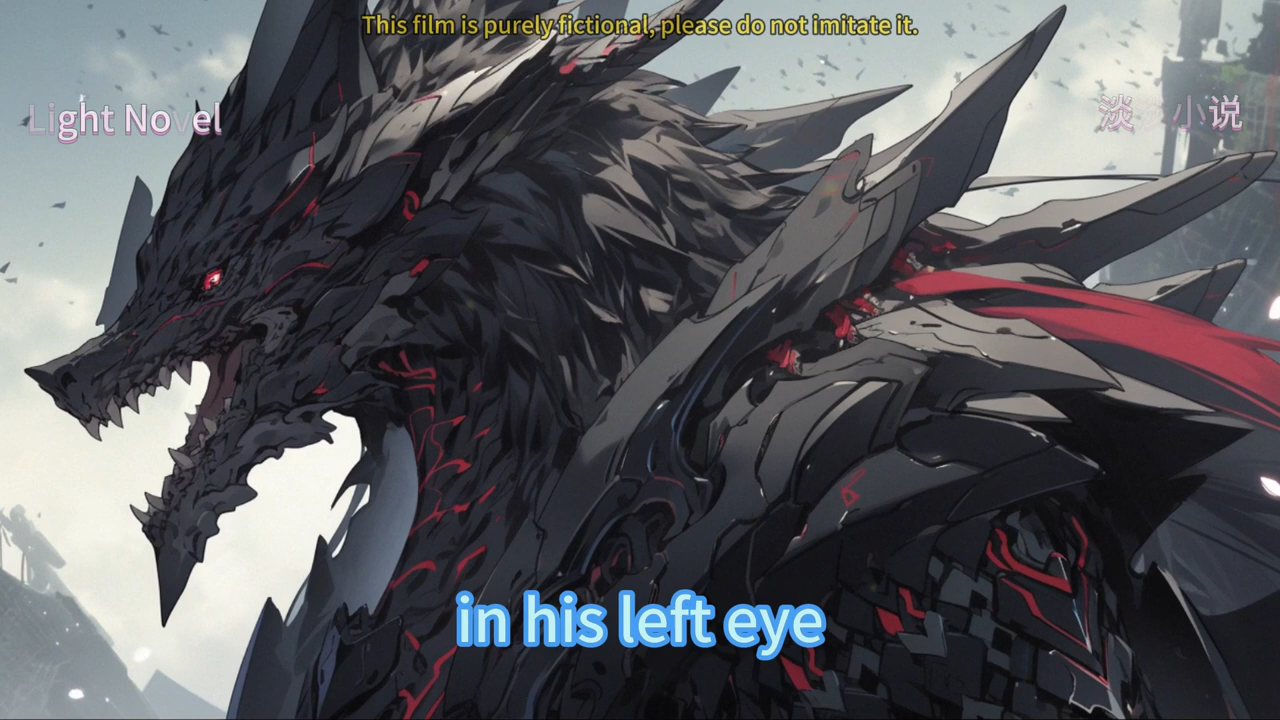 This film is purely fictional, please do not imitate it.
Light Novel
淡 小说
in his left eye